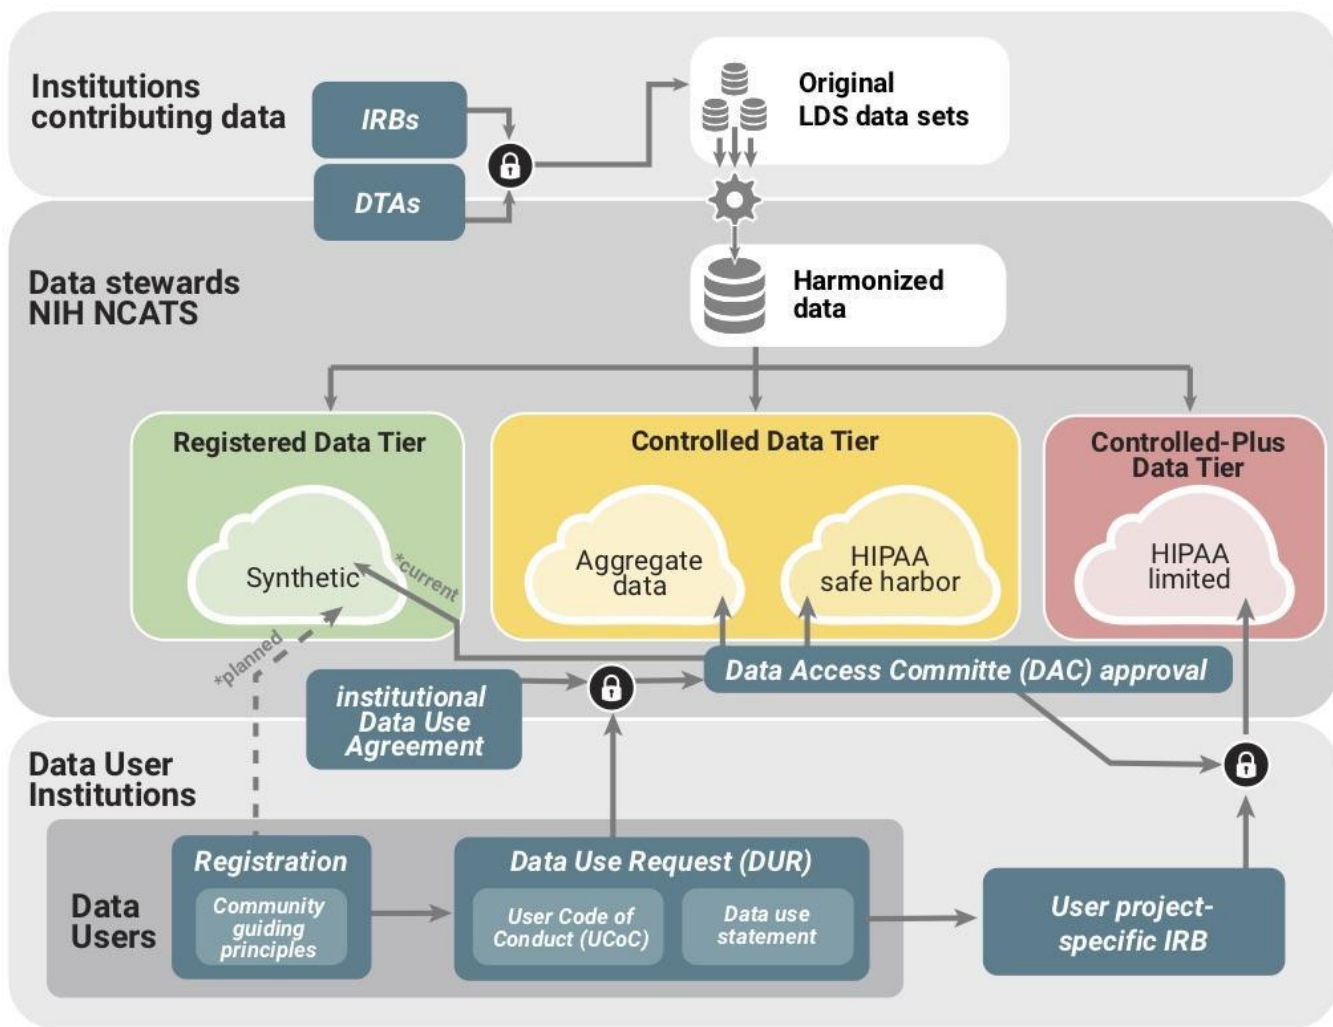 Institutions
contributing data
IRBs
DTAs
Original
LDS data sets
Data stewards
NIH NCATS
Harmonized
data
Registered Data Tier
Synthetic
*current
*planned
Controlled Data Tier
Aggregate
data
HIPAA
safe harbor
Controlled-Plus
Data Tier
HIPAA
limited
Data Access Committe (DAC) approval
institutional
Data Use
Agreement
Data User
Institutions
Data
Users
Registration
Community
guiding
principles
Data Use Request (DUR)
User Code of
Conduct (UCoC)
Data use
statement
User project-
specific IRB